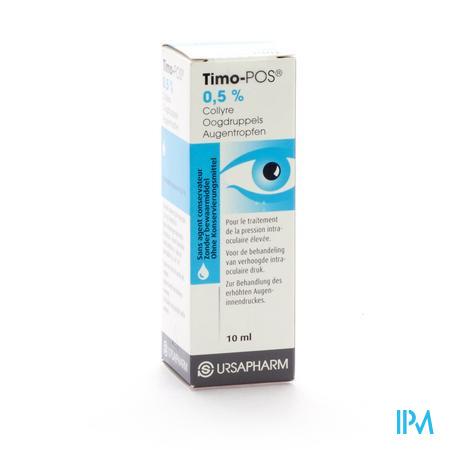 Timo-POS®
0,5 %
Collyre
Oogdruppels
Augentropfen
Sans agent conservateur
Zonder bewaarmiddel
Ohne Konservierungsmittel
Pour le traitement
de la pression intra-
oculaire élevée.
Voor de behandeling
van verhoogde intra-
oculaire druk.
Zur Behandlung des
erhöhten Augen-
innendruckes.
10 ml
URSAPHARM
IPM